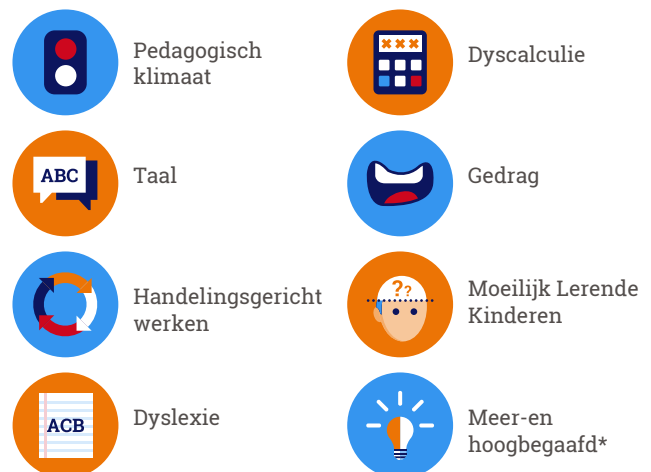 Pedagogisch
klimaat
×××
Dyscalculie
ABC
Taal
Gedrag
Handelingsgericht
werken
??
Moeilijk Lerende
Kinderen
ACB
Dyslexie
Meer-en
hoogbegaafd*